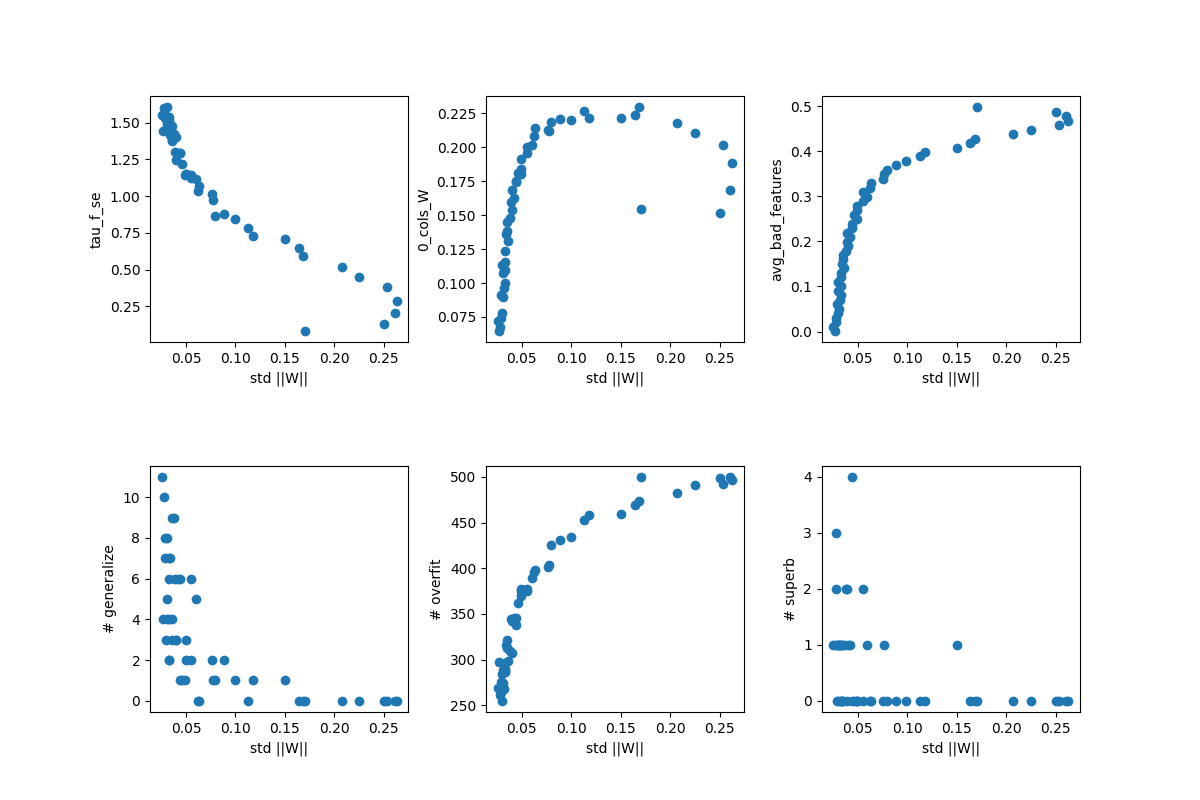 1.50
1.25
1.00
0.75
0.50
0.25
tau_f_se
0.05 0.10 0.15 0.20 0.25
std ||W||
0.225
0.200
0.175
0.150
0.125
0.100
0.075
0_cols_W
0.05 0.10 0.15 0.20 0.25
std ||W||
0.5
0.4
0.3
0.2
0.1
0.0
avg_bad_features
0.05 0.10 0.15 0.20 0.25
std ||W||
10
8
6
4
2
0
# generalize
0.05 0.10 0.15 0.20 0.25
std ||W||
500
450
400
350
300
250
# overfit
0.05 0.10 0.15 0.20 0.25
std ||W||
4
3
2
1
0
# superb
0.05 0.10 0.15 0.20 0.25
std ||W||